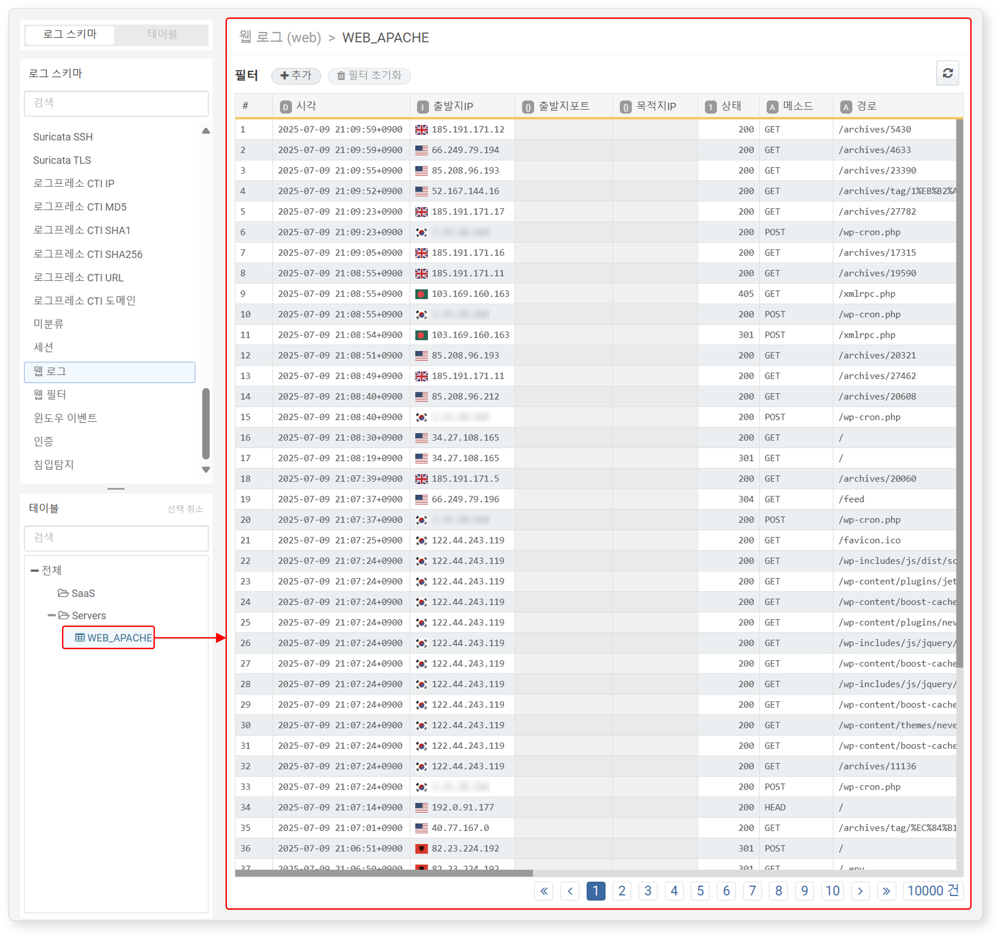 로그 스키마
테이블
로그 스키마
검색
Suricata SSH
Suricata TLS
로그프레소 CTI IP
로그프레소 CTI MD5
로그프레소 CTI SHA1
로그프레소 CTI SHA256
로그프레소 CTI URL
로그프레소 CTI 도메인
미분류
세션
웹 로그
웹 필터
윈도우 이벤트
인증
침입탐지
테이블 선택 취소
검색
전체
SaaS
Servers
WEB_APACHE
웹 로그 (web) > WEB_APACHE
필터 + 추가 필터 초기화
# D 시각 I 출발지IP {} 출발지포트 {} 목적지IP 1 상태 A 메소드 A 경로
1 2025-07-09 21:09:59+0900 185.191.171.12 200 GET /archives/5430
2 2025-07-09 21:09:59+0900 66.249.79.194 200 GET /archives/4633
3 2025-07-09 21:09:55+0900 85.208.96.193 200 GET /archives/23390
4 2025-07-09 21:09:52+0900 52.167.144.16 200 GET /archives/tag/1%EB%B2%A
5 2025-07-09 21:09:23+0900 185.191.171.17 200 GET /archives/27782
6 2025-07-09 21:09:23+0900 200 POST /wp-cron.php
7 2025-07-09 21:09:05+0900 185.191.171.16 200 GET /archives/17315
8 2025-07-09 21:08:55+0900 185.191.171.11 200 GET /archives/19590
9 2025-07-09 21:08:55+0900 103.169.160.163 405 GET /xmlrpc.php
10 2025-07-09 21:08:55+0900 200 POST /wp-cron.php
11 2025-07-09 21:08:54+0900 103.169.160.163 301 POST /xmlrpc.php
12 2025-07-09 21:08:51+0900 85.208.96.193 200 GET /archives/20321
13 2025-07-09 21:08:49+0900 185.191.171.11 200 GET /archives/27462
14 2025-07-09 21:08:40+0900 85.208.96.212 200 GET /archives/20608
15 2025-07-09 21:08:40+0900 200 POST /wp-cron.php
16 2025-07-09 21:08:30+0900 34.27.108.165 200 GET /
17 2025-07-09 21:08:19+0900 34.27.108.165 301 GET /
18 2025-07-09 21:07:39+0900 185.191.171.5 200 GET /archives/20060
19 2025-07-09 21:07:37+0900 66.249.79.196 304 GET /feed
20 2025-07-09 21:07:37+0900 200 POST /wp-cron.php
21 2025-07-09 21:07:25+0900 122.44.243.119 200 GET /favicon.ico
22 2025-07-09 21:07:24+0900 122.44.243.119 200 GET /wp-includes/js/dist/sc
23 2025-07-09 21:07:24+0900 122.44.243.119 200 GET /wp-content/plugins/jet
24 2025-07-09 21:07:24+0900 122.44.243.119 200 GET /wp-content/boost-cache
25 2025-07-09 21:07:24+0900 122.44.243.119 200 GET /wp-content/plugins/nev
26 2025-07-09 21:07:24+0900 122.44.243.119 200 GET /wp-includes/js/jquery/
27 2025-07-09 21:07:24+0900 122.44.243.119 200 GET /wp-content/boost-cache
28 2025-07-09 21:07:24+0900 122.44.243.119 200 GET /wp-includes/js/jquery/
29 2025-07-09 21:07:24+0900 122.44.243.119 200 GET /wp-content/boost-cache
30 2025-07-09 21:07:24+0900 122.44.243.119 200 GET /wp-content/themes/neve
31 2025-07-09 21:07:24+0900 122.44.243.119 200 GET /wp-content/boost-cache
32 2025-07-09 21:07:24+0900 122.44.243.119 200 GET /archives/11136
33 2025-07-09 21:07:24+0900 200 POST /wp-cron.php
34 2025-07-09 21:07:14+0900 192.0.91.177 200 HEAD /
35 2025-07-09 21:07:01+0900 40.77.167.0 200 GET /archives/tag/%EC%84%B1
36 2025-07-09 21:06:51+0900 82.23.224.192 301 POST /
37 2025-07-09 21:06:50+0900 82.23.224.192 301 GET /.env
« ‹ 1 2 3 4 5 6 7 8 9 10 › » 10000 건